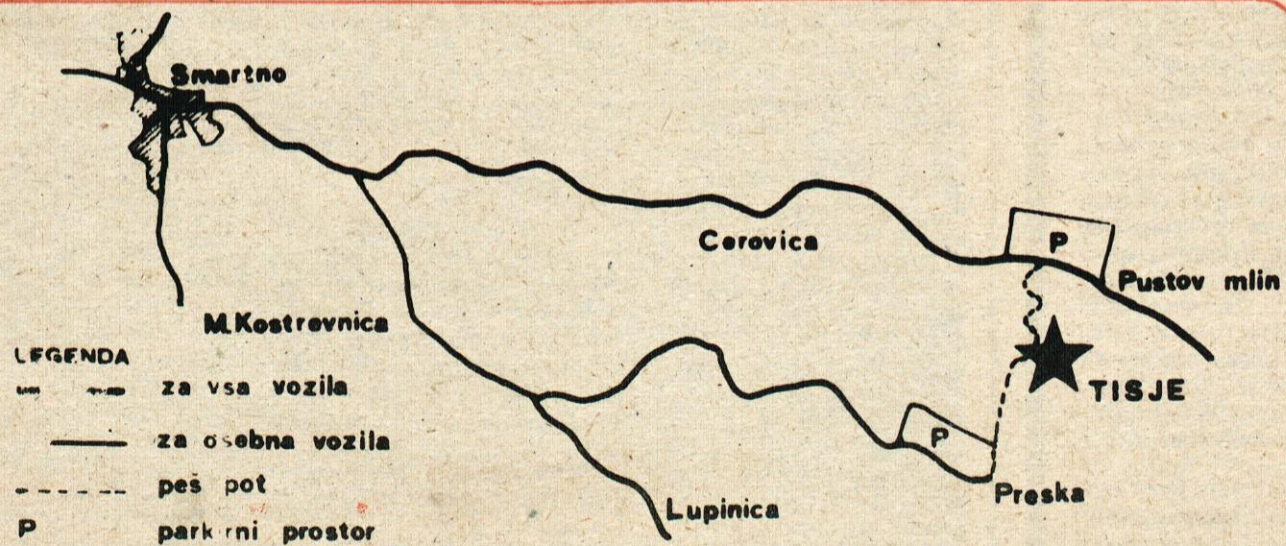 Smartno
Cerovica
P
Pustov mlin
M.Kostrevnica
LEGENDA
za vsa vozila
TISJE
za osebna vozila
P
peš pot
Preska
Lupinica
P parkirni prostor